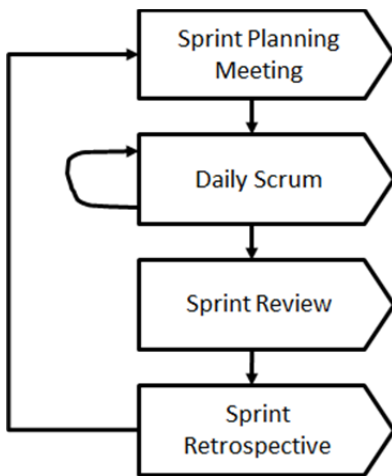 Sprint Planning
Meeting
Daily Scrum
Sprint Review
Sprint
Retrospective